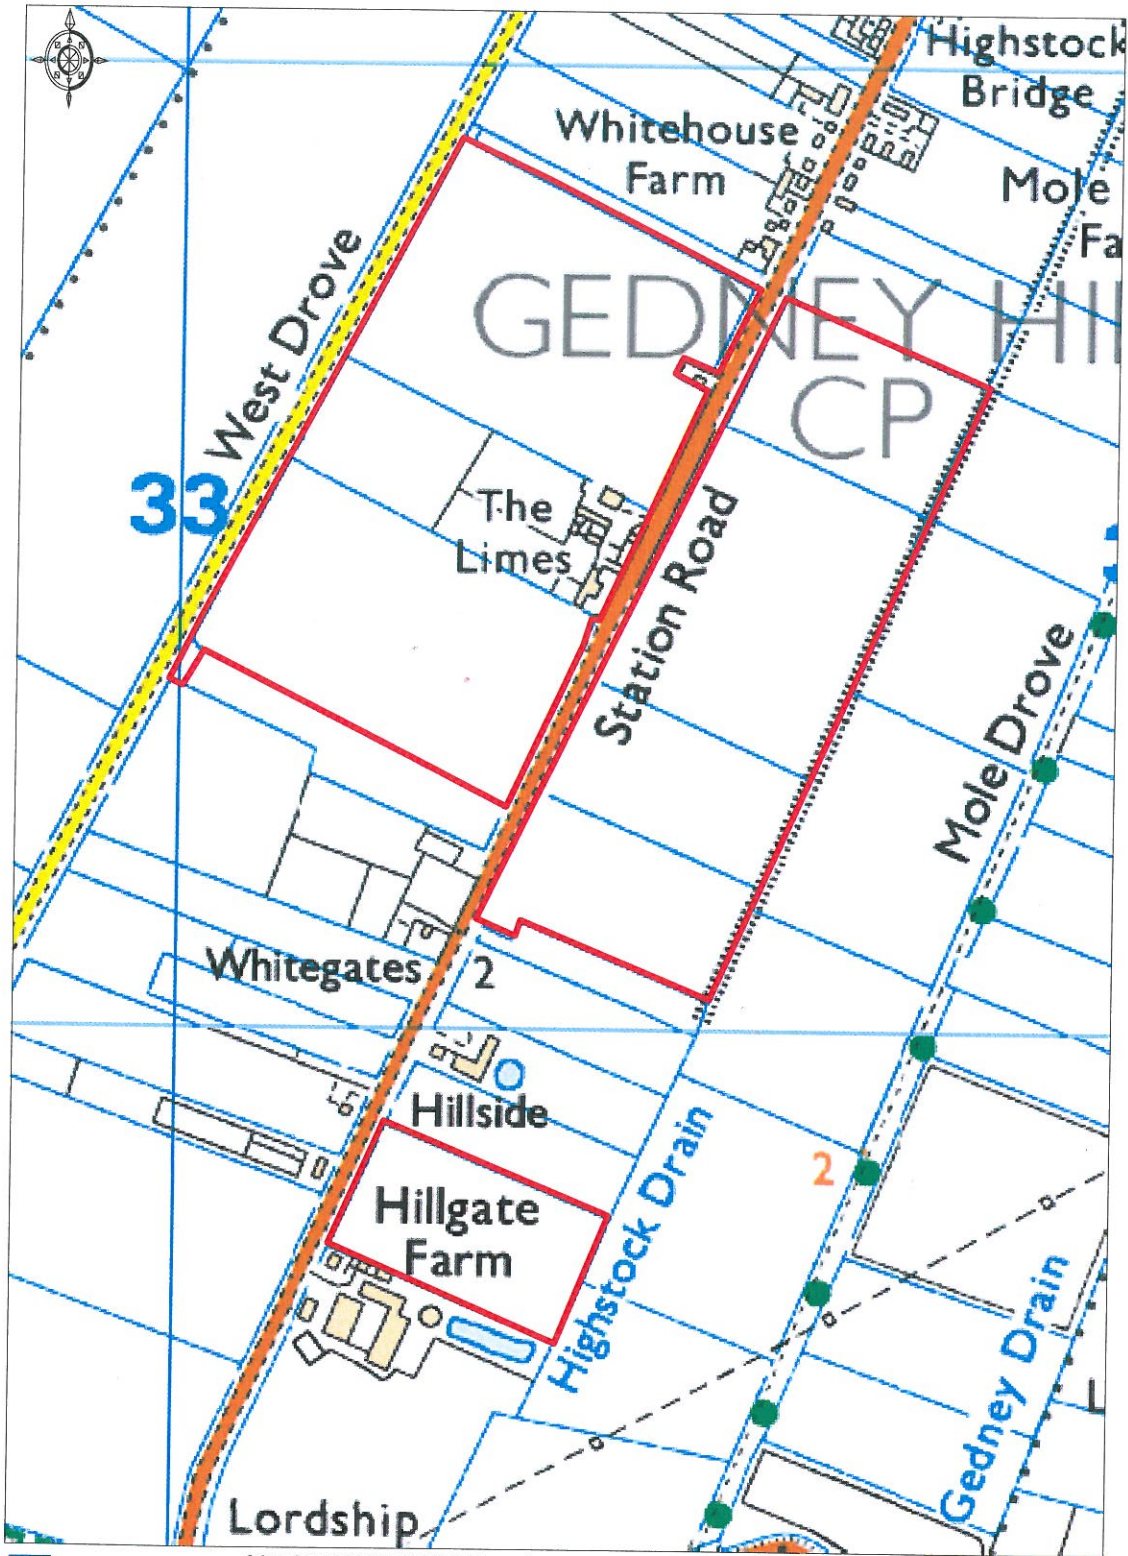 Highstock
Bridge
Whitehouse
Farm
Mole
Fa
West Drove
GEDNEY HI
CP
33
The
Limes
Station Road
Mole Drove
Whitegates
2
Hillside
Hillgate
Farm
Highstock Drain
2
Gedney Drain
L
Lordship